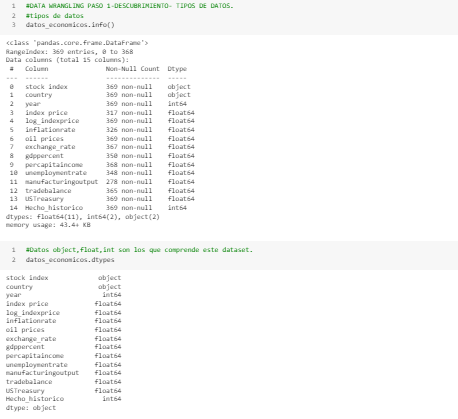 1 #DATA WRANGLING PASO 1-DESCUBRIMIENTO- TIPOS DE DATOS.
2 #tipos de datos
3 datos_economicos.info()
<class 'pandas.core.frame.DataFrame'>
RangeIndex: 369 entries, 0 to 368
Data columns (total 15 columns):
# Column Non-Null Count Dtype
--- ------ -------------- -----
0 stock index 369 non-null object
1 country 369 non-null object
2 year 369 non-null int64
3 index price 317 non-null float64
4 log_indexprice 369 non-null float64
5 inflationrate 326 non-null float64
6 oil prices 369 non-null float64
7 exchange_rate 367 non-null float64
8 gdppercent 350 non-null float64
9 percapitaincome 368 non-null float64
10 unemploymentrate 348 non-null float64
11 manufacturingoutput 278 non-null float64
12 tradebalance 365 non-null float64
13 USTreasury 369 non-null float64
14 Hecho_historico 369 non-null int64
dtypes: float64(11), int64(2), object(2)
memory usage: 43.4+ KB
1 #Datos object,float,int son los que comprende este dataset.
2 datos_economicos.dtypes
stock index object
country object
year int64
index price float64
log_indexprice float64
inflationrate float64
oil prices float64
exchange_rate float64
gdppercent float64
percapitaincome float64
unemploymentrate float64
manufacturingoutput float64
tradebalance float64
USTreasury float64
Hecho_historico int64
dtype: object